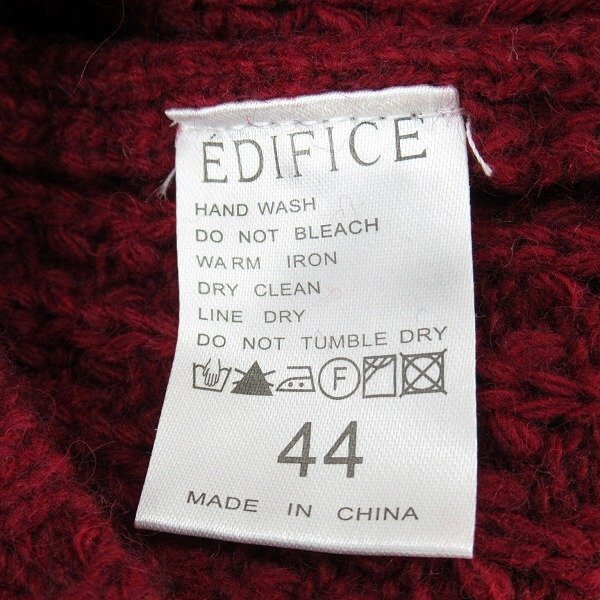 ÉDIFICE
HAND WASH
DO NOT BLEACH
WARM IRON
DRY CLEAN
LINE DRY
DO NOT TUMBLE DRY
F
44
MADE IN CHINA